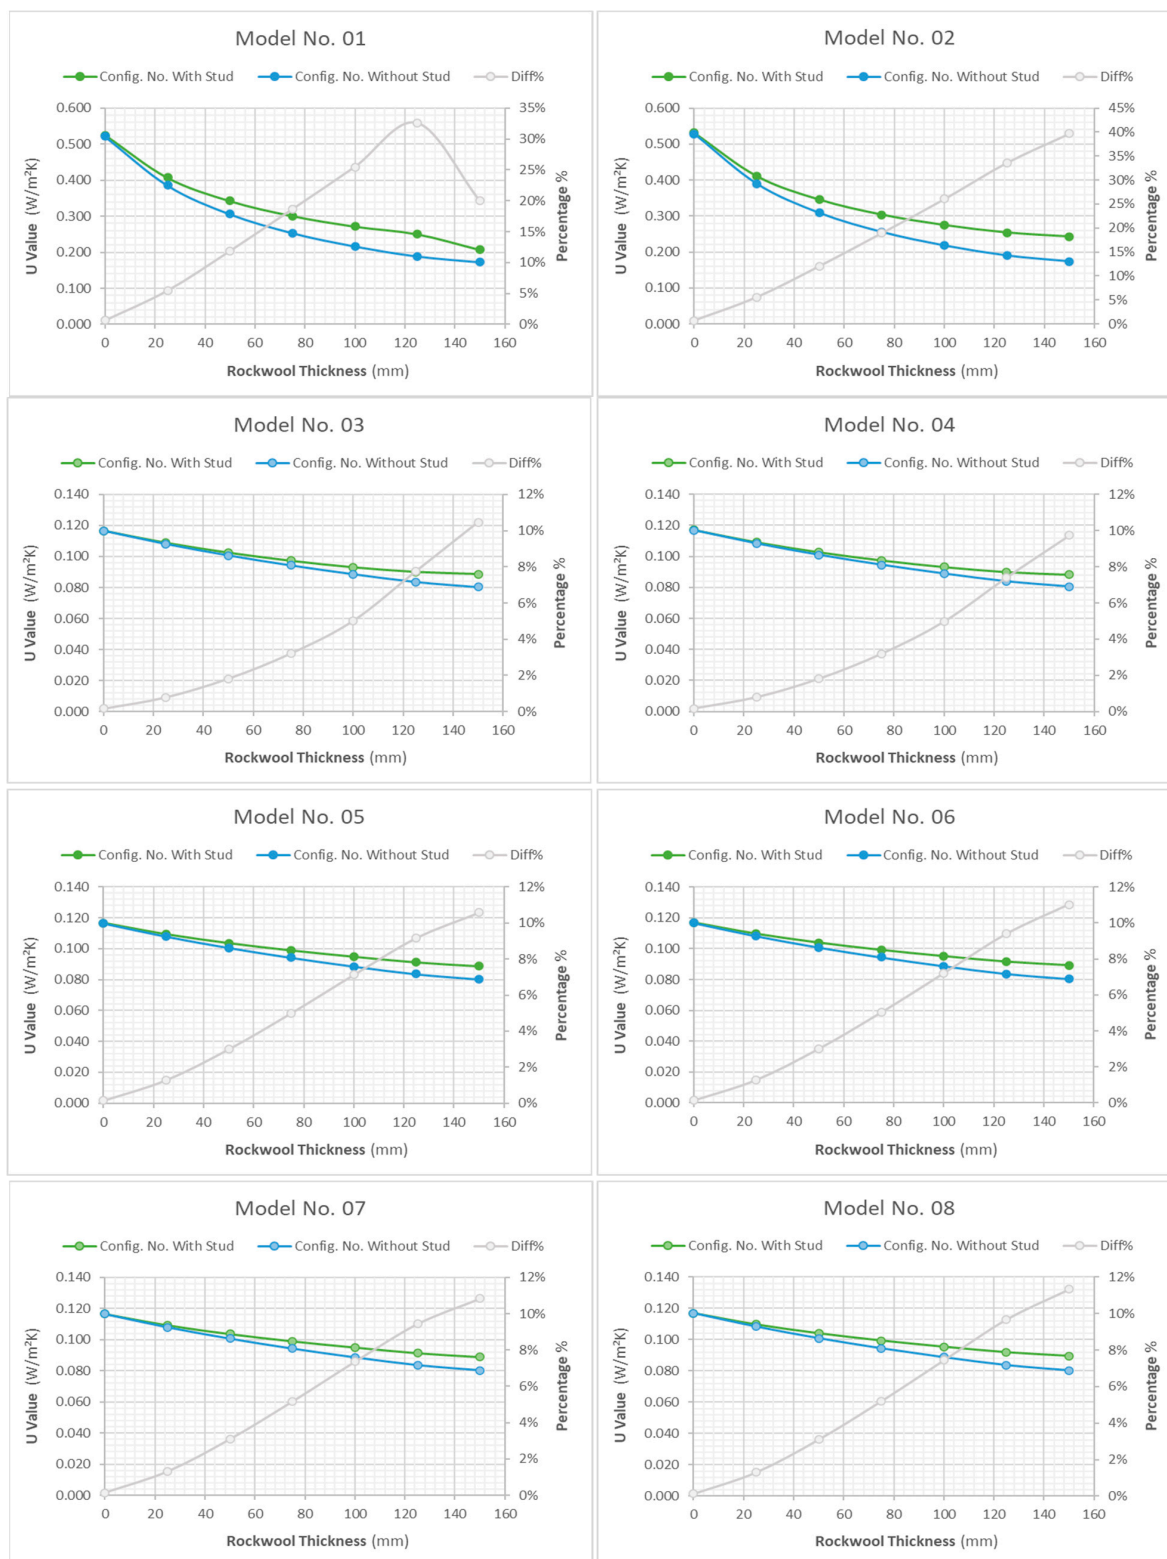 Model No. 01
Config. No. With Stud Config. No. Without Stud Diff%
0.600 35%
0.500 30%
0.400 25%
0.300 20%
0.200 15%
0.100 10%
0.000 5%
0%
U Value (W/m²K)
Percentage %
0 20 40 60 80 100 120 140 160
Rockwool Thickness (mm)
Model No. 02
Config. No. With Stud Config. No. Without Stud Diff%
0.600 45%
0.500 40%
0.400 35%
0.300 30%
0.200 25%
0.100 20%
0.000 15%
10%
5%
0%
U Value (W/m²K)
Percentage %
0 20 40 60 80 100 120 140 160
Rockwool Thickness (mm)
Model No. 03
Config. No. With Stud Config. No. Without Stud Diff%
0.140 12%
0.120 10%
0.100 8%
0.080 6%
0.060 4%
0.040 2%
0.020 0%
0.000
U Value (W/m²K)
Percentage %
0 20 40 60 80 100 120 140 160
Rockwool Thickness (mm)
Model No. 04
Config. No. With Stud Config. No. Without Stud Diff%
0.140 12%
0.120 10%
0.100 8%
0.080 6%
0.060 4%
0.040 2%
0.020 0%
0.000
U Value (W/m²K)
Percentage %
0 20 40 60 80 100 120 140 160
Rockwool Thickness (mm)
Model No. 05
Config. No. With Stud Config. No. Without Stud Diff%
0.140 12%
0.120 10%
0.100 8%
0.080 6%
0.060 4%
0.040 2%
0.020 0%
0.000
U Value (W/m²K)
Percentage %
0 20 40 60 80 100 120 140 160
Rockwool Thickness (mm)
Model No. 06
Config. No. With Stud Config. No. Without Stud Diff%
0.140 12%
0.120 10%
0.100 8%
0.080 6%
0.060 4%
0.040 2%
0.020 0%
0.000
U Value (W/m²K)
Percentage %
0 20 40 60 80 100 120 140 160
Rockwool Thickness (mm)
Model No. 07
Config. No. With Stud Config. No. Without Stud Diff%
0.140 12%
0.120 10%
0.100 8%
0.080 6%
0.060 4%
0.040 2%
0.020 0%
0.000
U Value (W/m²K)
Percentage %
0 20 40 60 80 100 120 140 160
Rockwool Thickness (mm)
Model No. 08
Config. No. With Stud Config. No. Without Stud Diff%
0.140 12%
0.120 10%
0.100 8%
0.080 6%
0.060 4%
0.040 2%
0.020 0%
0.000
U Value (W/m²K)
Percentage %
0 20 40 60 80 100 120 140 160
Rockwool Thickness (mm)